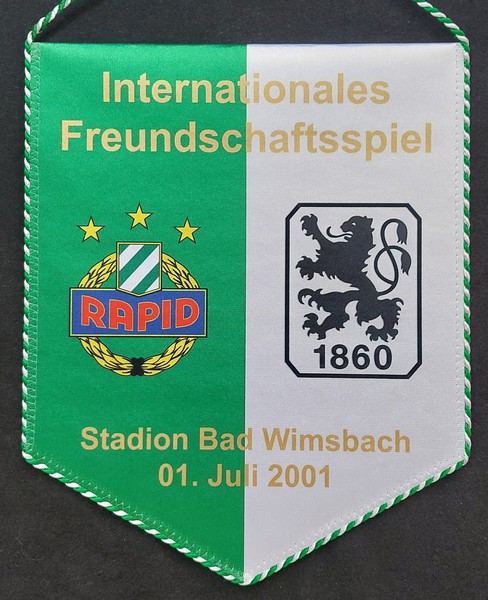 Internationales
Freundschaftsspiel
RAPID
1860
Stadion Bad Wimsbach
01. Juli 2001